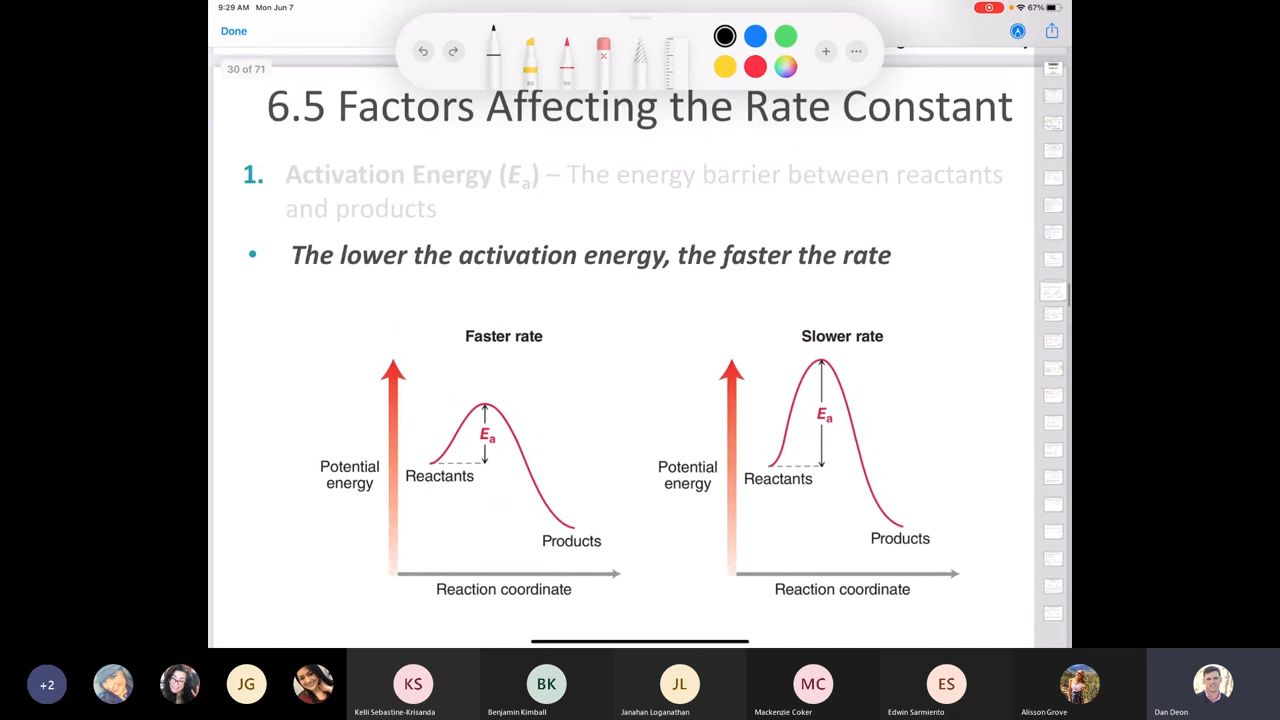 9:29 AM Mon Jun 7
67%
Done
30 of 71
6.5 Factors Affecting the Rate Constant
1. Activation Energy (Ea) – The energy barrier between reactants
and products
• The lower the activation energy, the faster the rate
Faster rate
Slower rate
Ea
Ea
Potential
energy
Reactants
Products
Reaction coordinate
Potential
energy
Reactants
Products
Reaction coordinate
+2
JG
KS
Kelli Sebastine-Krisanda
BK
Benjamin Kimball
JL
Janahan Loganathan
MC
Mackenzie Coker
ES
Edwin Sarmiento
Alisson Grove
Dan Deon